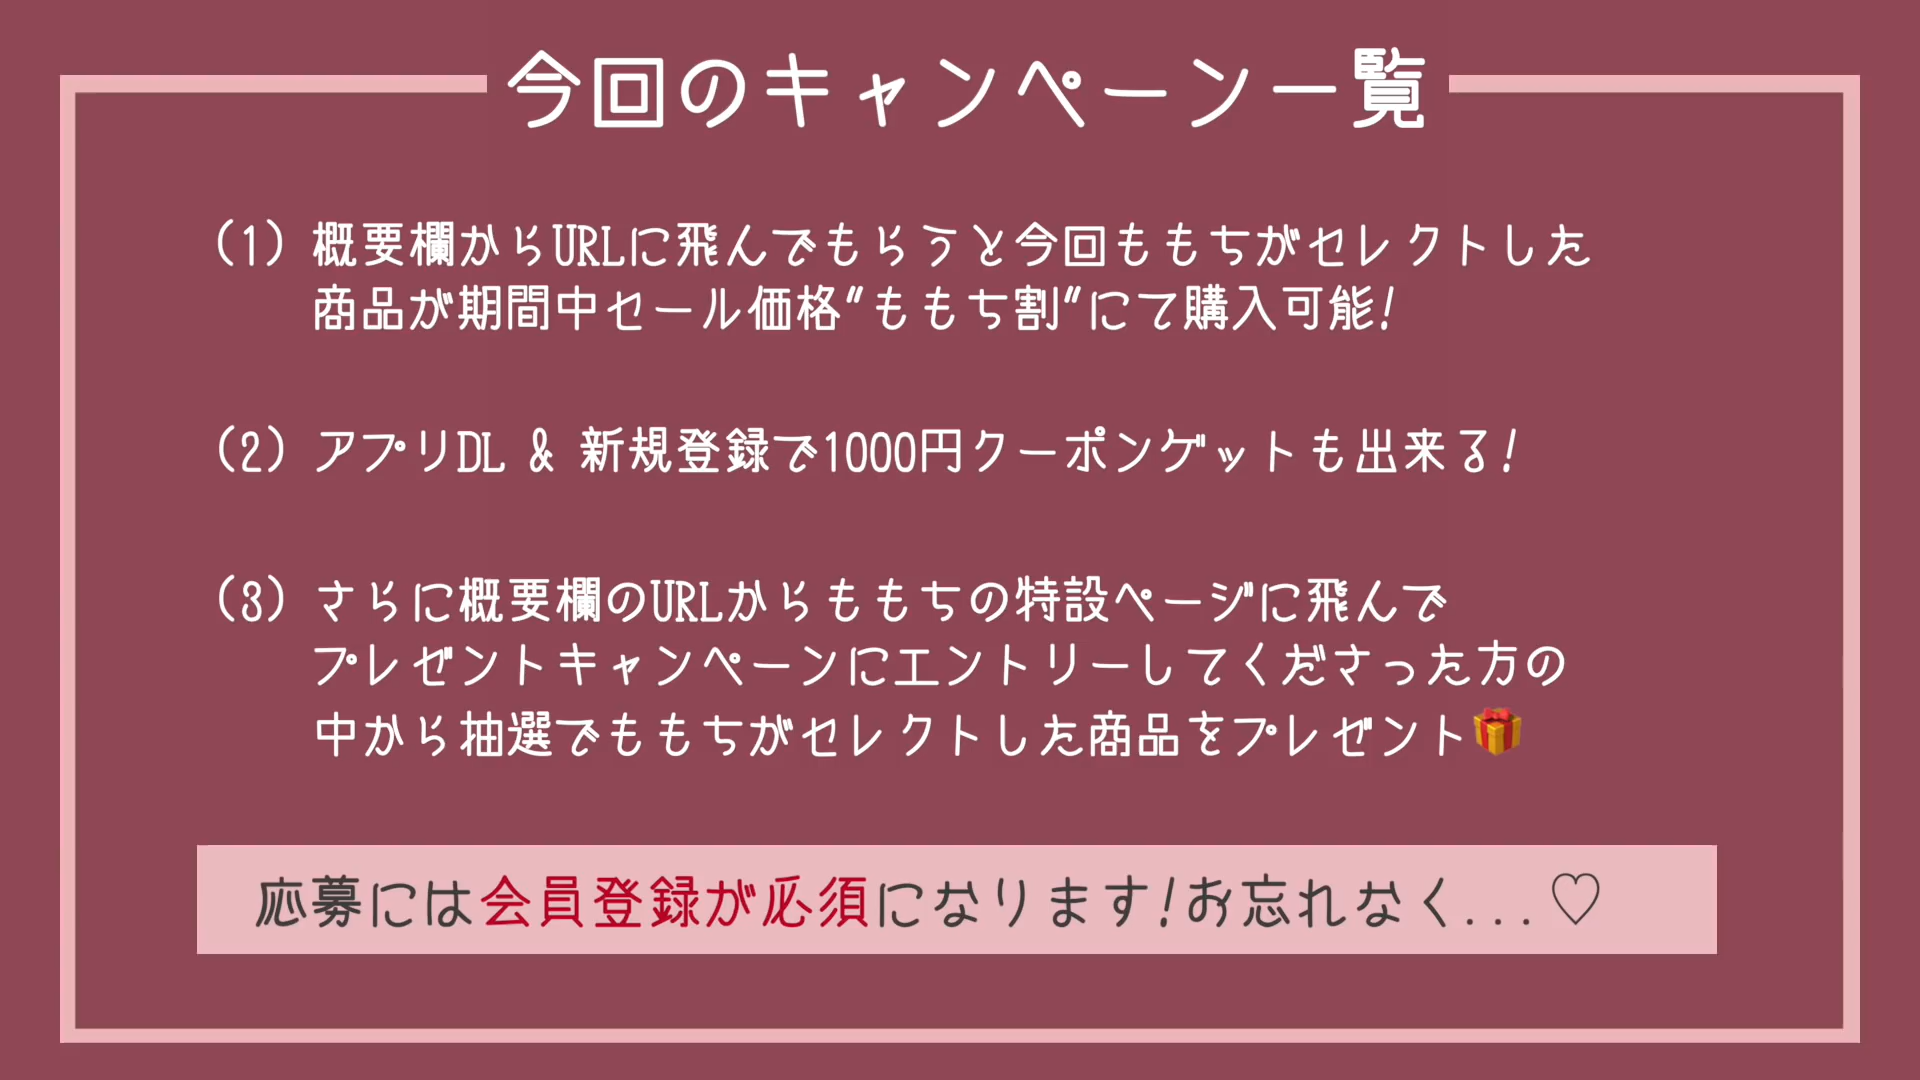 今回のキャンペーン一覧
(1) 概要欄からURLに飛んでもらうと今回ももちがセレクトした
商品が期間中セール価格"ももち割"にて購入可能!
(2) アプリDL & 新規登録で1000円クーポンゲットも出来る!
(3) さらに概要欄のURLからももちの特設ページに飛んで
プレゼントキャンペーンにエントリーしてくださった方の
中から抽選でももちがセレクトした商品をプレゼント🎁
応募には会員登録が必須になります!お忘れなく...♡